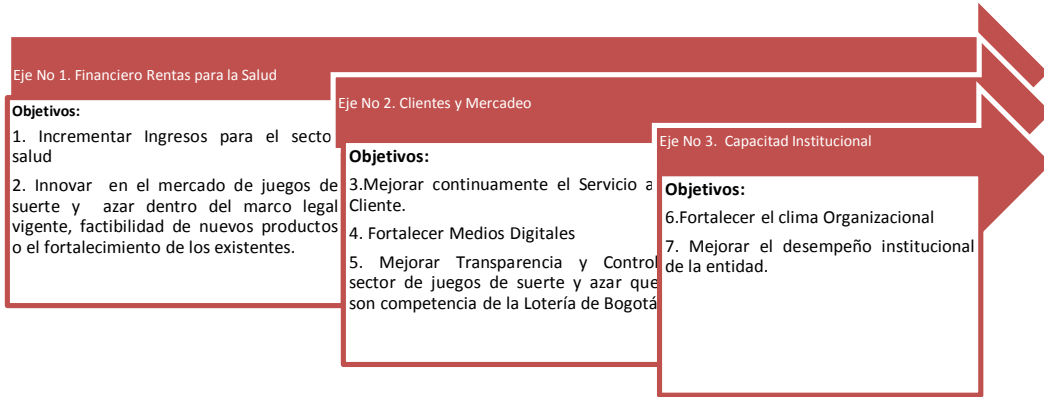 Eje No 1. Financiero Rentas para la Salud
Objetivos:
1. Incrementar Ingresos para el secto
salud
2. Innovar en el mercado de juegos de
suerte y azar dentro del marco legal
vigente, factibilidad de nuevos productos
o el fortalecimiento de los existentes.
Eje No 2. Clientes y Mercadeo
Objetivos:
3.Mejorar continuamente el Servicio a
Cliente.
4. Fortalecer Medios Digitales
5. Mejorar Transparencia y Control
sector de juegos de suerte y azar que
son competencia de la Lotería de Bogotá
Eje No 3. Capacitad Institucional
Objetivos:
6.Fortalecer el clima Organizacional
7. Mejorar el desempeño institucional
de la entidad.